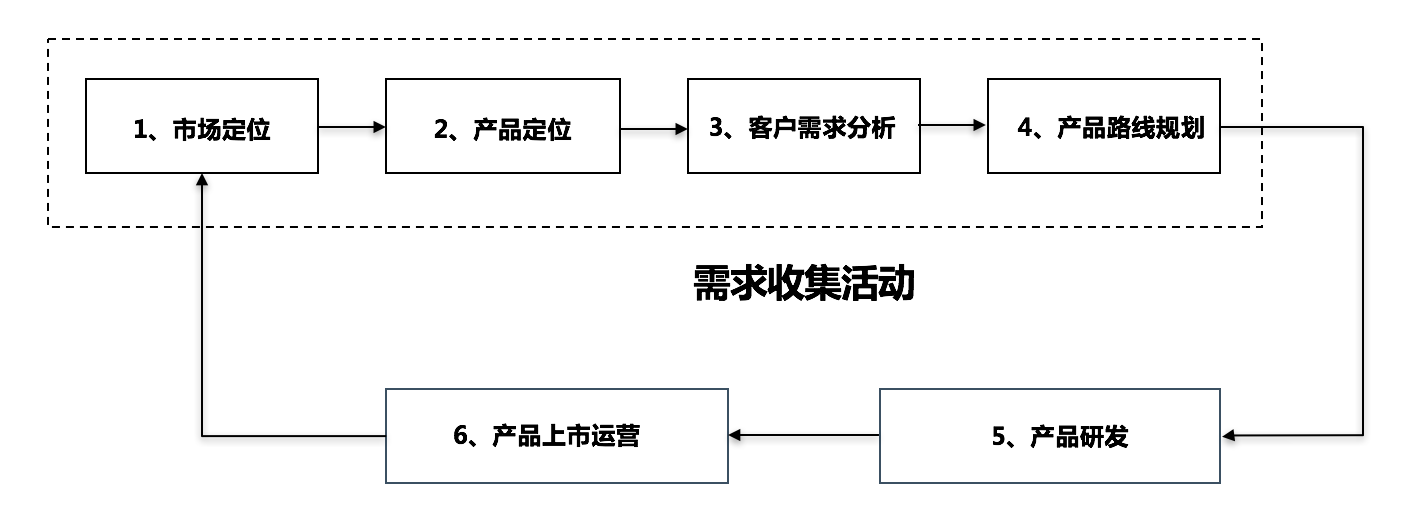 1、市场定位
2、产品定位
3、客户需求分析
4、产品路线规划
需求收集活动
6、产品上市运营
5、产品研发